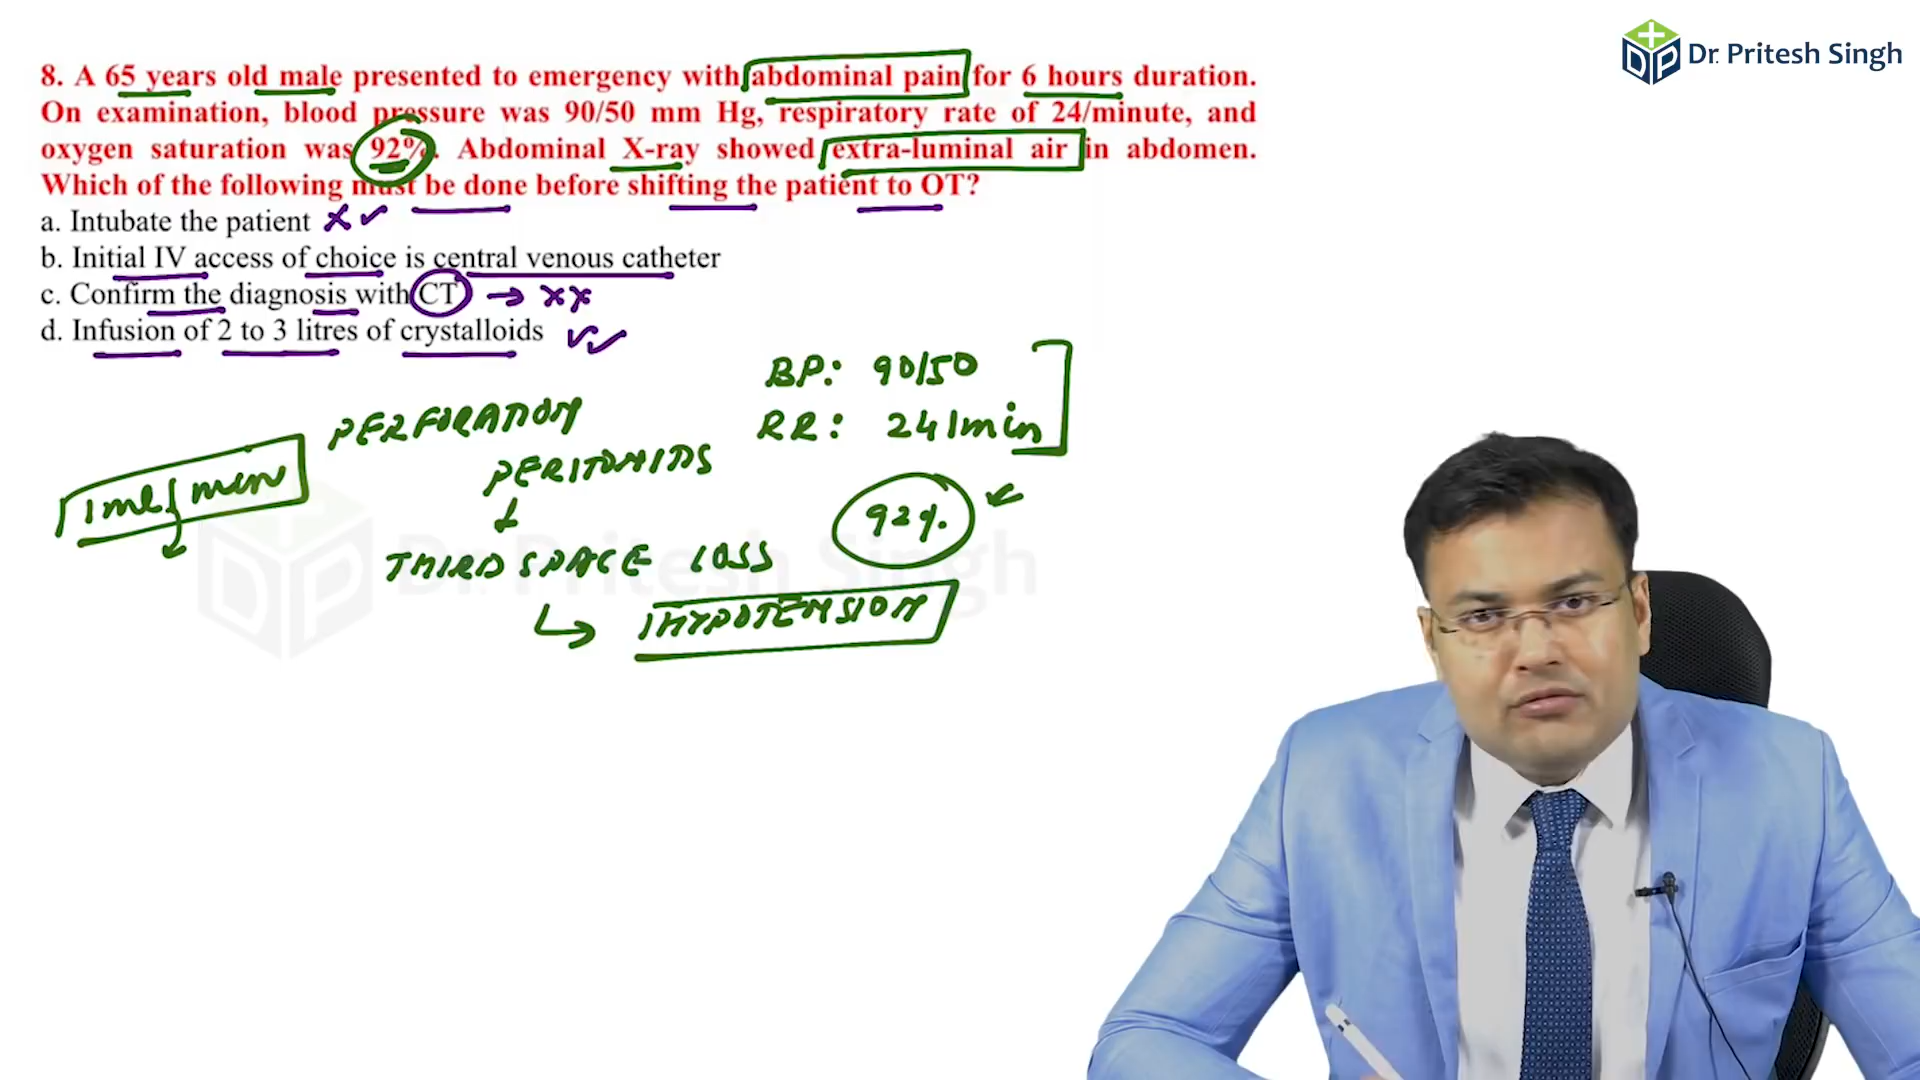 Dr. Pritesh Singh
8. A 65 years old male presented to emergency with abdominal pain for 6 hours duration.
On examination, blood pressure was 90/50 mm Hg, respiratory rate of 24/minute, and
oxygen saturation was 92%. Abdominal X-ray showed extra-luminal air in abdomen.
Which of the following must be done before shifting the patient to OT?
a. Intubate the patient
b. Initial IV access of choice is central venous catheter
c. Confirm the diagnosis with CT
d. Infusion of 2 to 3 litres of crystalloids
BP: 90/50
RR: 24/min
PERFORATION
PERITONITIS
92%
THIRD SPACE LOSS
HYPOTENSION
Dr. Pritesh Singh